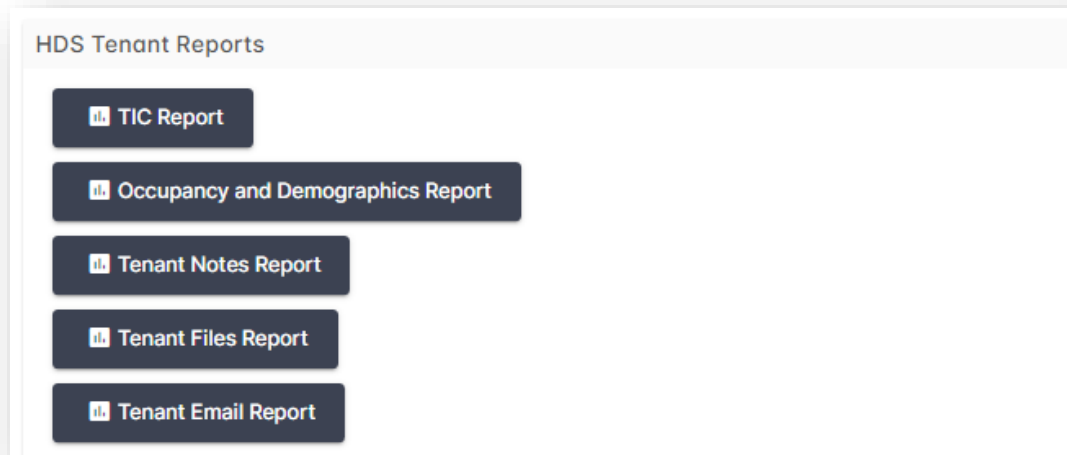 HDS Tenant Reports
TIC Report
Occupancy and Demographics Report
Tenant Notes Report
Tenant Files Report
Tenant Email Report